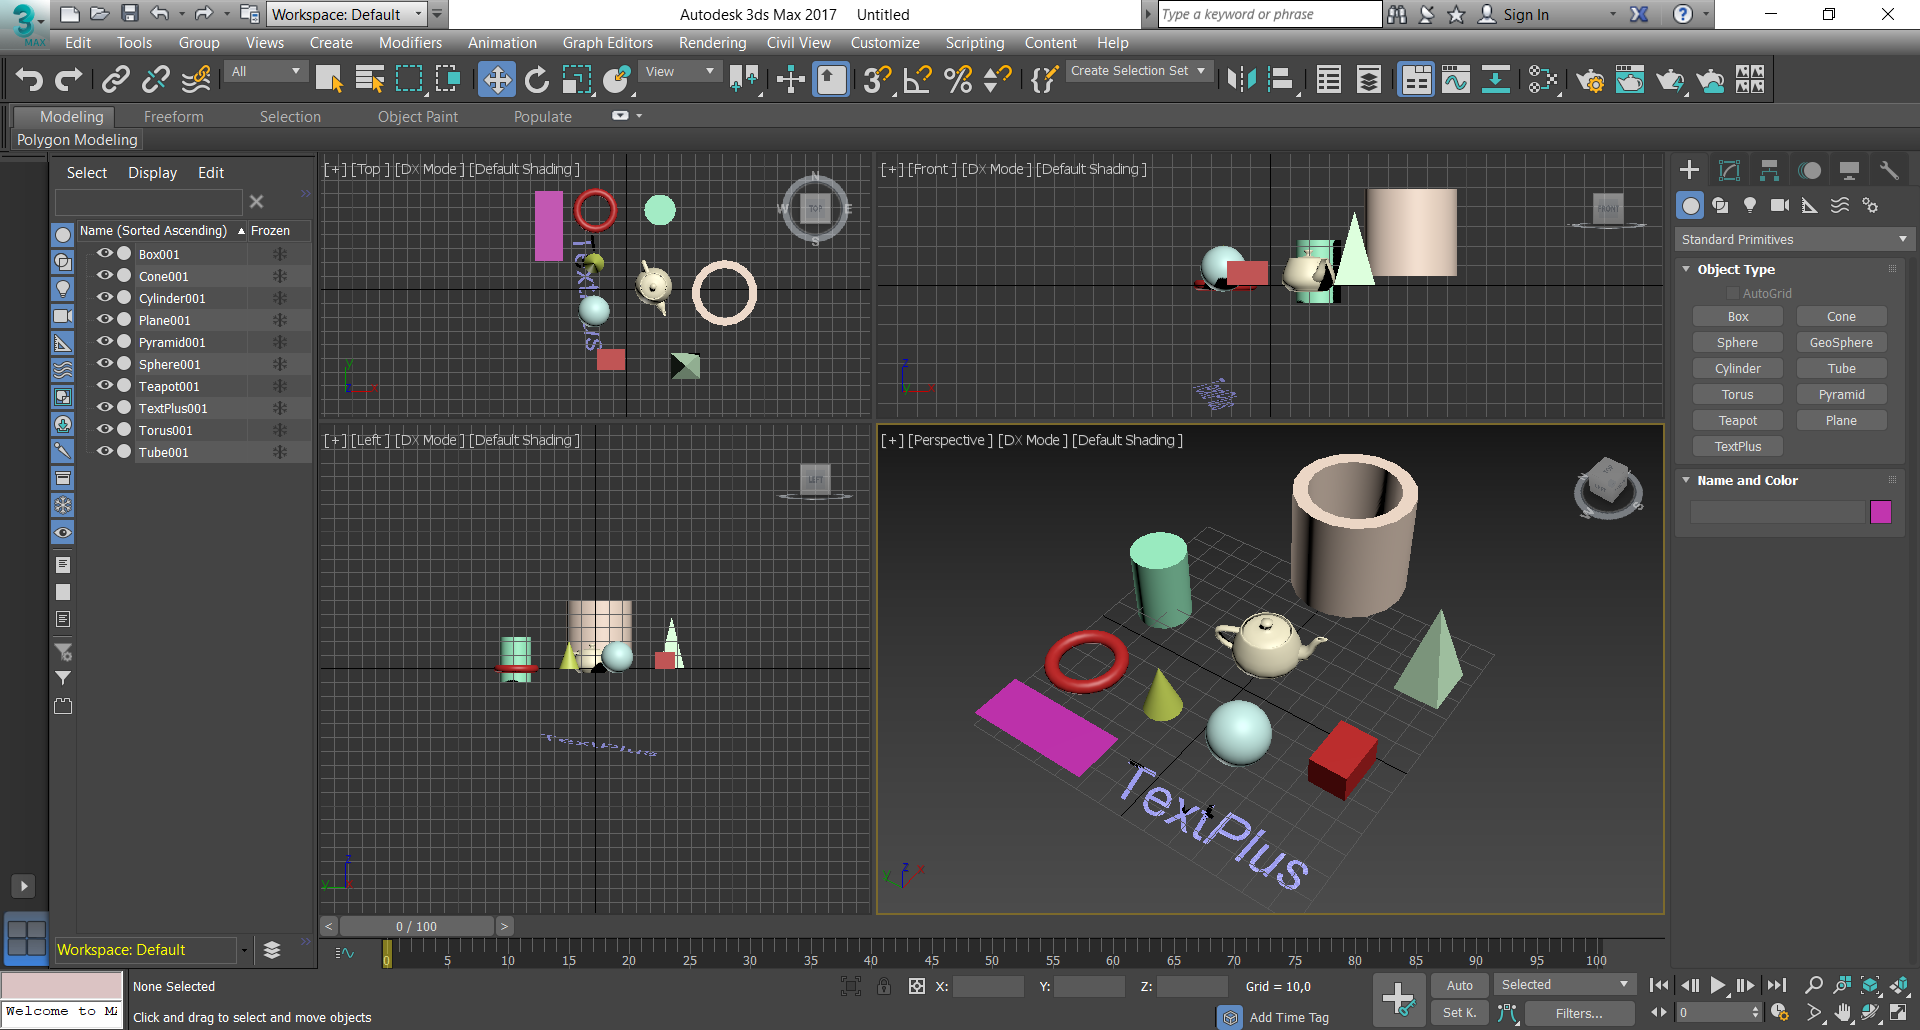 Workspace: Default
Autodesk 3ds Max 2017 Untitled
Type a keyword or phrase
Sign In
MAX
Edit Tools Group Views Create Modifiers Animation Graph Editors Rendering Civil View Customize Scripting Content Help
All
View
Create Selection Set
Modeling Freeform Selection Object Paint Populate
Polygon Modeling
Select Display Edit
Name (Sorted Ascending) Frozen
Box001
Cone001
Cylinder001
Plane001
Pyramid001
Sphere001
Teapot001
TextPlus001
Torus001
Tube001
Workspace: Default
[+] [Top ] [DX Mode ] [Default Shading ]
N
W TOP E
S
y
z x
[+] [Front ] [DX Mode ] [Default Shading ]
FRONT
z
y x
[+] [Left ] [DX Mode ] [Default Shading ]
LEFT
TextPlus
z
y x
[+] [Perspective ] [DX Mode ] [Default Shading ]
TextPlus
z
y x
Standard Primitives
Object Type
AutoGrid
Box Cone
Sphere GeoSphere
Cylinder Tube
Torus Pyramid
Teapot Plane
TextPlus
Name and Color
< 0 / 100 >
0 5 10 15 20 25 30 35 40 45 50 55 60 65 70 75 80 85 90 95 100
None Selected
X: Y: Z: Grid = 10,0
Auto Selected
Welcome to MA
Click and drag to select and move objects
Add Time Tag
Set K. Filters...
0